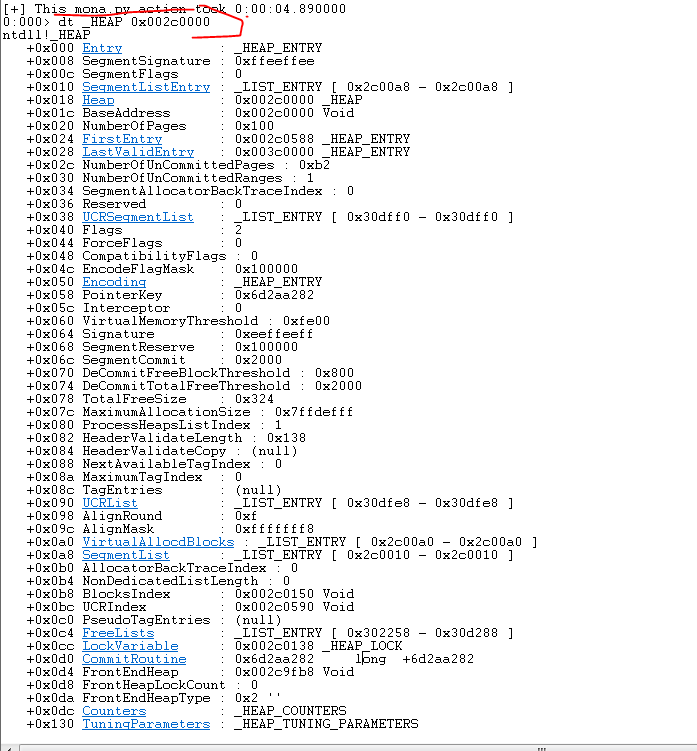 [+] This mona.py action took 0:00:04.890000
0:000> dt _HEAP 0x002c0000
ntdll!_HEAP
+0x000 Entry : _HEAP_ENTRY
+0x008 SegmentSignature : 0xffeeffee
+0x00c SegmentFlags : 0
+0x010 SegmentListEntry : _LIST_ENTRY [ 0x2c00a8 - 0x2c00a8 ]
+0x018 Heap : 0x002c0000 _HEAP
+0x01c BaseAddress : 0x002c0000 Void
+0x020 NumberOfPages : 0x100
+0x024 FirstEntry : 0x002c0588 _HEAP_ENTRY
+0x028 LastValidEntry : 0x003c0000 _HEAP_ENTRY
+0x02c NumberOfUnCommittedPages : 0xb2
+0x030 NumberOfUnCommittedRanges : 1
+0x034 SegmentAllocatorBackTraceIndex : 0
+0x036 Reserved : 0
+0x038 UCRSegmentList : _LIST_ENTRY [ 0x30dff0 - 0x30dff0 ]
+0x040 Flags : 2
+0x044 ForceFlags : 0
+0x048 CompatibilityFlags : 0
+0x04c EncodeFlagMask : 0x100000
+0x050 Encoding : _HEAP_ENTRY
+0x058 PointerKey : 0x6d2aa282
+0x05c Interceptor : 0
+0x060 VirtualMemoryThreshold : 0xfe00
+0x064 Signature : 0xeeffeeff
+0x068 SegmentReserve : 0x100000
+0x06c SegmentCommit : 0x2000
+0x070 DeCommitFreeBlockThreshold : 0x800
+0x074 DeCommitTotalFreeThreshold : 0x2000
+0x078 TotalFreeSize : 0x324
+0x07c MaximumAllocationSize : 0x7ffdefff
+0x080 ProcessHeapsListIndex : 1
+0x082 HeaderValidateLength : 0x138
+0x084 HeaderValidateCopy : (null)
+0x088 NextAvailableTagIndex : 0
+0x08a MaximumTagIndex : 0
+0x08c TagEntries : (null)
+0x090 UCRList : _LIST_ENTRY [ 0x30dfe8 - 0x30dfe8 ]
+0x098 AlignRound : 0xf
+0x09c AlignMask : 0xfffffff8
+0x0a0 VirtualAllocdBlocks : _LIST_ENTRY [ 0x2c00a0 - 0x2c00a0 ]
+0x0a8 SegmentList : _LIST_ENTRY [ 0x2c0010 - 0x2c0010 ]
+0x0b0 AllocatorBackTraceIndex : 0
+0x0b4 NonDedicatedListLength : 0
+0x0b8 BlocksIndex : 0x002c0150 Void
+0x0bc UCRIndex : 0x002c0590 Void
+0x0c0 PseudoTagEntries : (null)
+0x0c4 FreeLists : _LIST_ENTRY [ 0x302258 - 0x30d288 ]
+0x0cc LockVariable : 0x002c0138 _HEAP_LOCK
+0x0d0 CommitRoutine : 0x6d2aa282 long +6d2aa282
+0x0d4 FrontEndHeap : 0x002c9fb8 Void
+0x0d8 FrontHeapLockCount : 0
+0x0da FrontEndHeapType : 0x2 ''
+0x0dc Counters : _HEAP_COUNTERS
+0x130 TuningParameters : _HEAP_TUNING_PARAMETERS